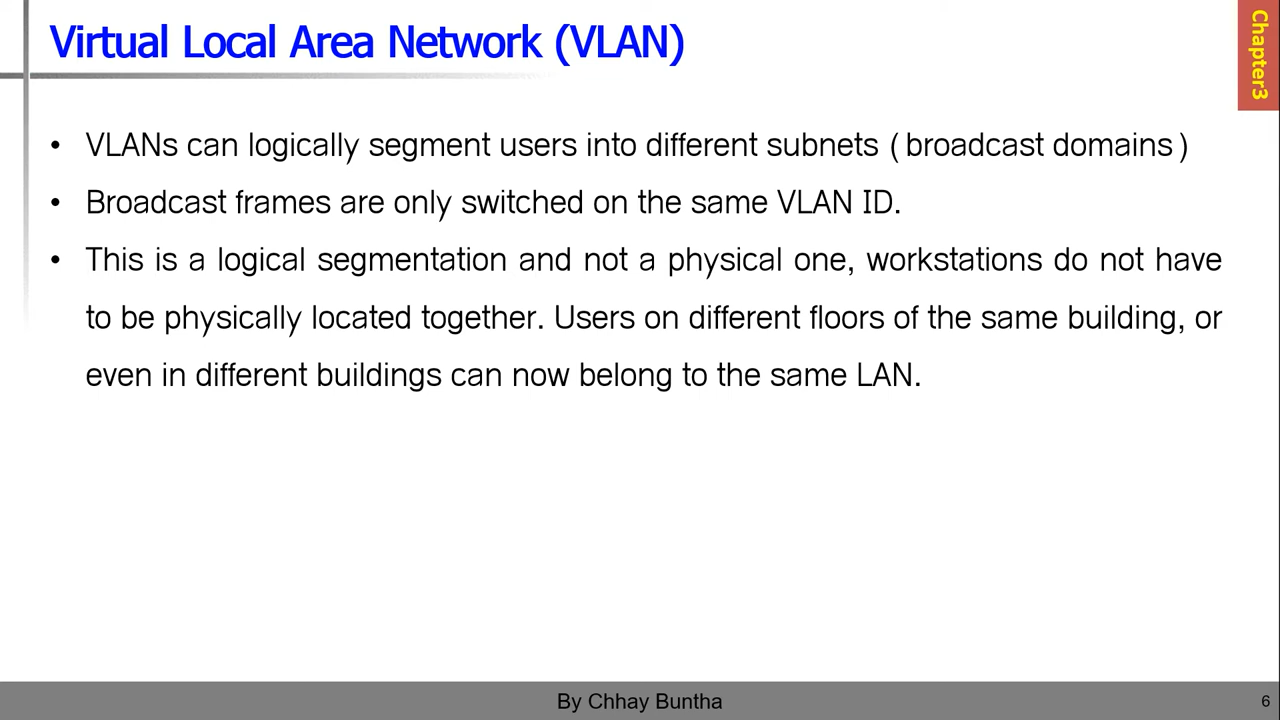 Virtual Local Area Network (VLAN)
Chapter3
• VLANs can logically segment users into different subnets ( broadcast domains )
• Broadcast frames are only switched on the same VLAN ID.
• This is a logical segmentation and not a physical one, workstations do not have
to be physically located together. Users on different floors of the same building, or
even in different buildings can now belong to the same LAN.
By Chhay Buntha
6